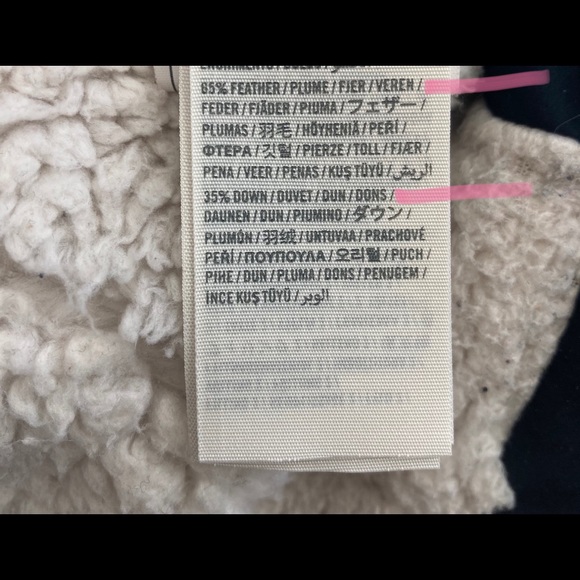 65% FEATHER / PLUME / FJER / VEREN /
FEDER / FJÄDER / PIUMA / フェザー /
PLUMAS / 羽毛 / HÖYHENIÄ / PEŘÍ /
ΦΤΕΡΑ / 깃털 / PIERZE / TOLL / FJÆR /
PENA / VEER / PENAS / KUŞ TÜYÜ / الريش /
35% DOWN / DUVET / DUN / DONS /
DAUNEN / DUN / PIUMINO / ダウン /
PLUMÓN / 羽绒 / UNTUVAA / PRACHOVÉ
PEŘÍ / ΠΟΥΠΟΥΛΑ / 오리털 / PUCH /
PIHE / DUN / PLUMA / DONS / PENUGEM /
İNCE KUŞ TÜYÜ / الوبر